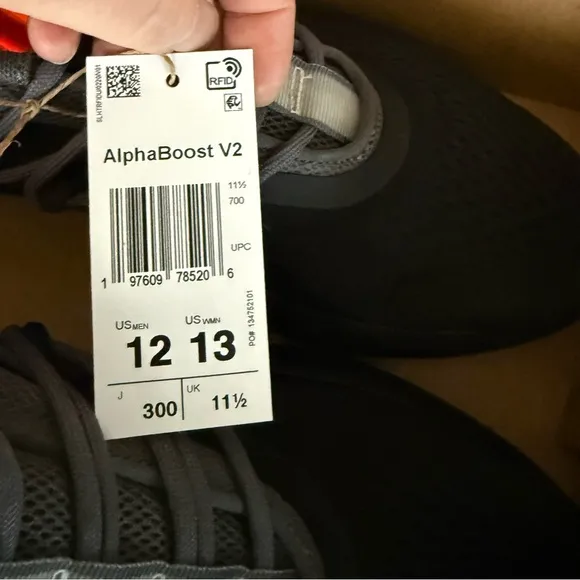 SLHTRFIDUR22WW01
RFID
AlphaBoost V2
11½
700
UPC
1 97609 78520 6
US MEN US WMN
12 13
PO# 134752101
J UK
300 11½